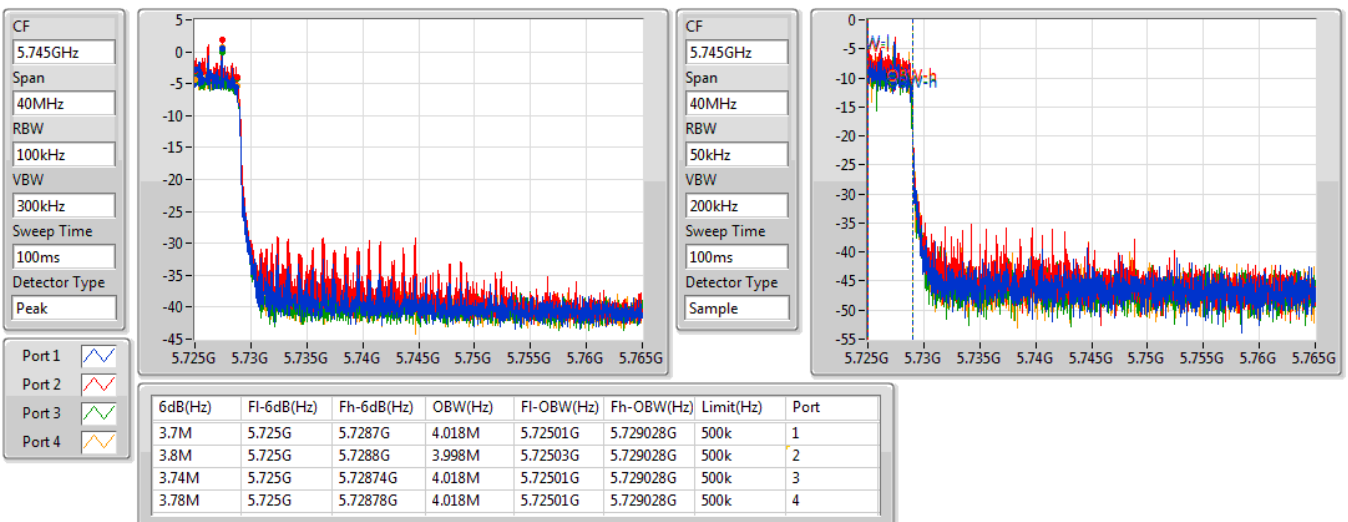 CF
5.745GHz
Span
40MHz
RBW
100kHz
VBW
300kHz
Sweep Time
100ms
Detector Type
Peak
5
0
-5
-10
-15
-20
-25
-30
-35
-40
-45
5.725G 5.73G 5.735G 5.74G 5.745G 5.75G 5.755G 5.76G 5.765G
CF
5.745GHz
Span
40MHz
RBW
50kHz
VBW
200kHz
Sweep Time
100ms
Detector Type
Sample
0
-5
-10
-15
-20
-25
-30
-35
-40
-45
-50
-55
5.725G 5.73G 5.735G 5.74G 5.745G 5.75G 5.755G 5.76G 5.765G
Port 1
Port 2
Port 3
Port 4
6dB(Hz) Fl-6dB(Hz) Fh-6dB(Hz) OBW(Hz) Fl-OBW(Hz) Fh-OBW(Hz) Limit(Hz) Port
3.7M 5.725G 5.7287G 4.018M 5.72501G 5.729028G 500k 1
3.8M 5.725G 5.7288G 3.998M 5.72503G 5.729028G 500k 2
3.74M 5.725G 5.72874G 4.018M 5.72501G 5.729028G 500k 3
3.78M 5.725G 5.72878G 4.018M 5.72501G 5.729028G 500k 4